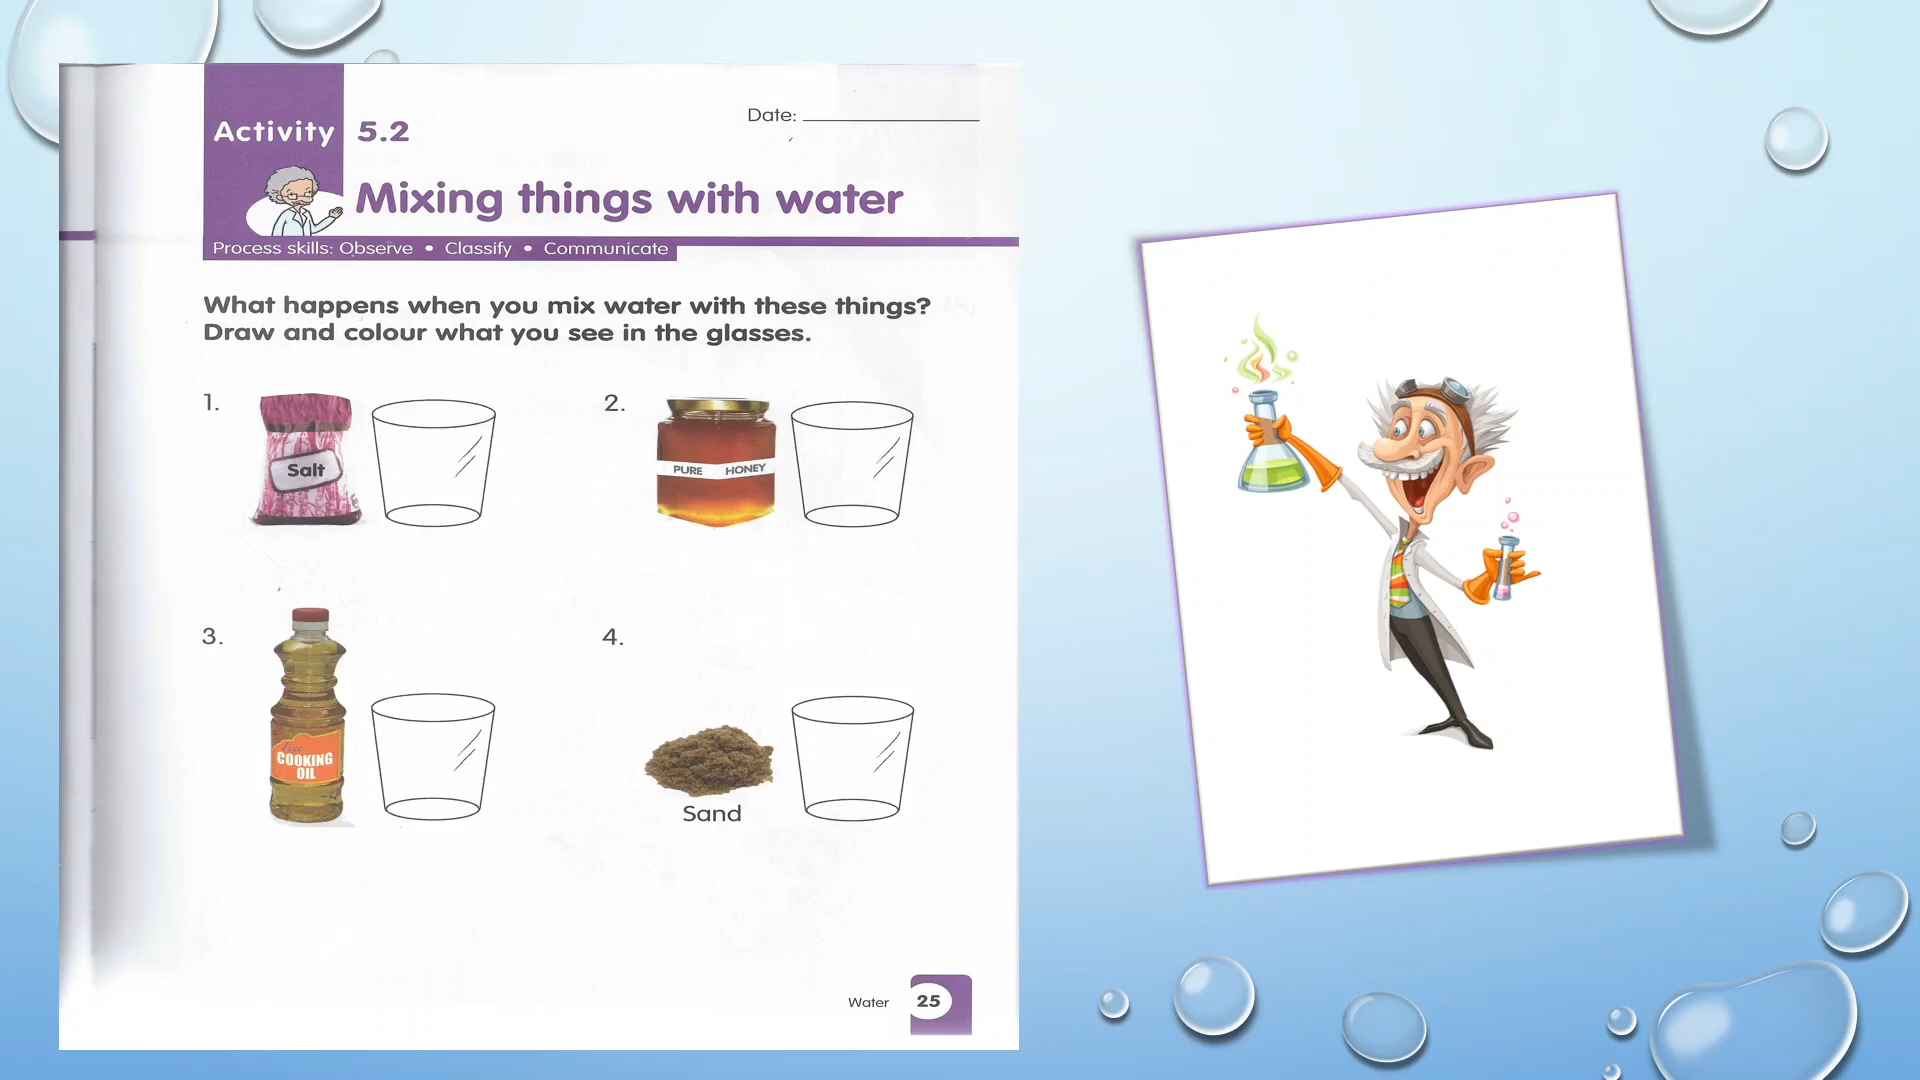 Activity 5.2
Date:
Mixing things with water
Process skills: Observe • Classify • Communicate
What happens when you mix water with these things?
Draw and colour what you see in the glasses.
1.
Salt
2.
PURE HONEY
3.
COOKING
OIL
4.
Sand
Water 25